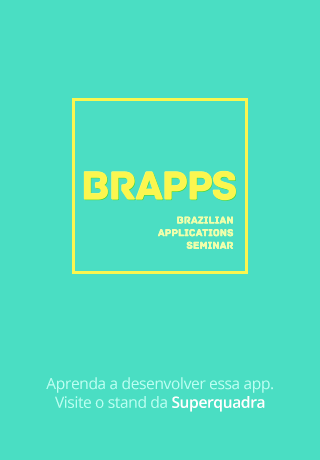 BRAPPS
BRAZILIAN
APPLICATIONS
SEMINAR
Aprenda a desenvolver essa app.
Visite o stand da Superquadra